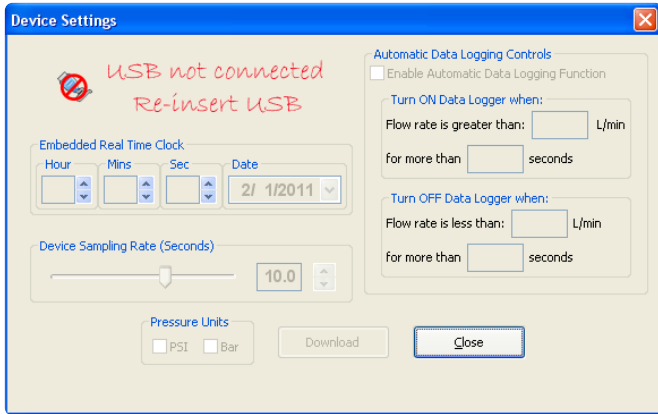 Device Settings
USB not connected
Re-insert USB
Embedded Real Time Clock
Hour Mins Sec Date
2/ 1/2011
Device Sampling Rate (Seconds)
10.0
Pressure Units
PSI Bar
Automatic Data Logging Controls
Enable Automatic Data Logging Function
Turn ON Data Logger when:
Flow rate is greater than: L/min
for more than seconds
Turn OFF Data Logger when:
Flow rate is less than: L/min
for more than seconds
Download Close